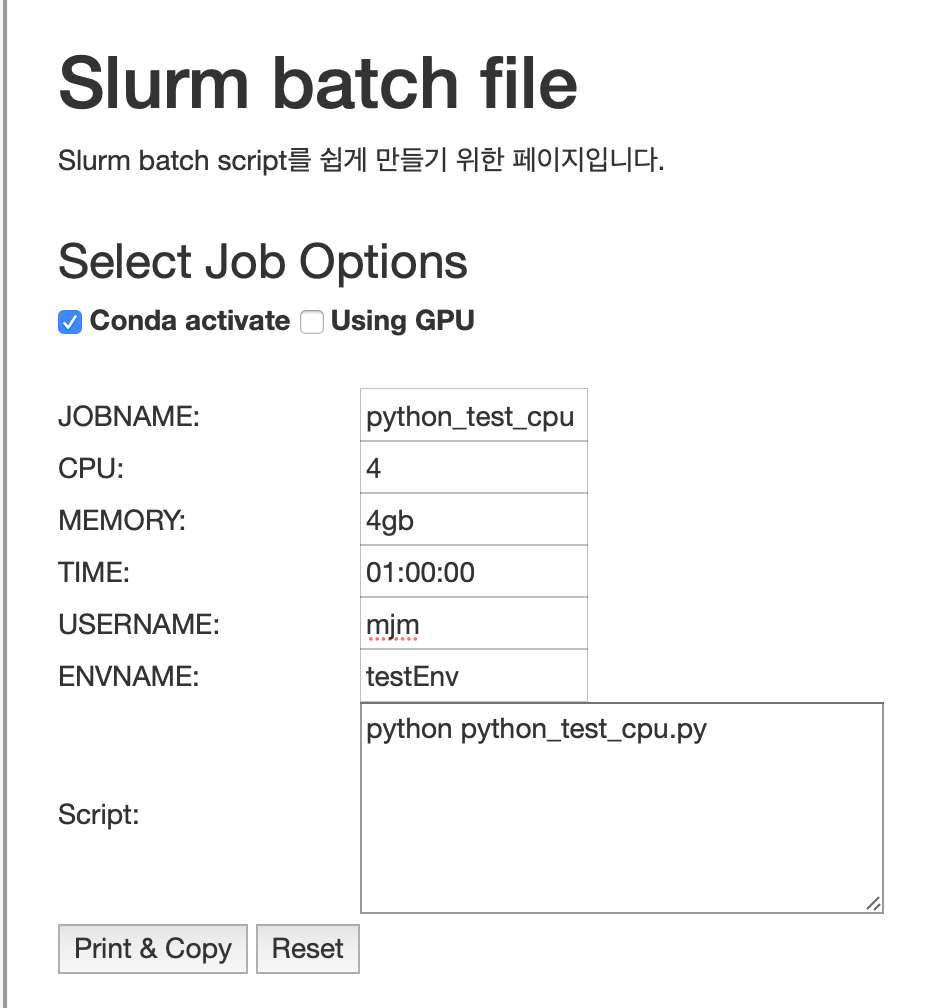 Slurm batch file
Slurm batch script를 쉽게 만들기 위한 페이지입니다.
Select Job Options
Conda activate Using GPU
JOBNAME: python_test_cpu
CPU: 4
MEMORY: 4gb
TIME: 01:00:00
USERNAME: mjm
ENVNAME: testEnv
python python_test_cpu.py
Script:
Print & Copy Reset